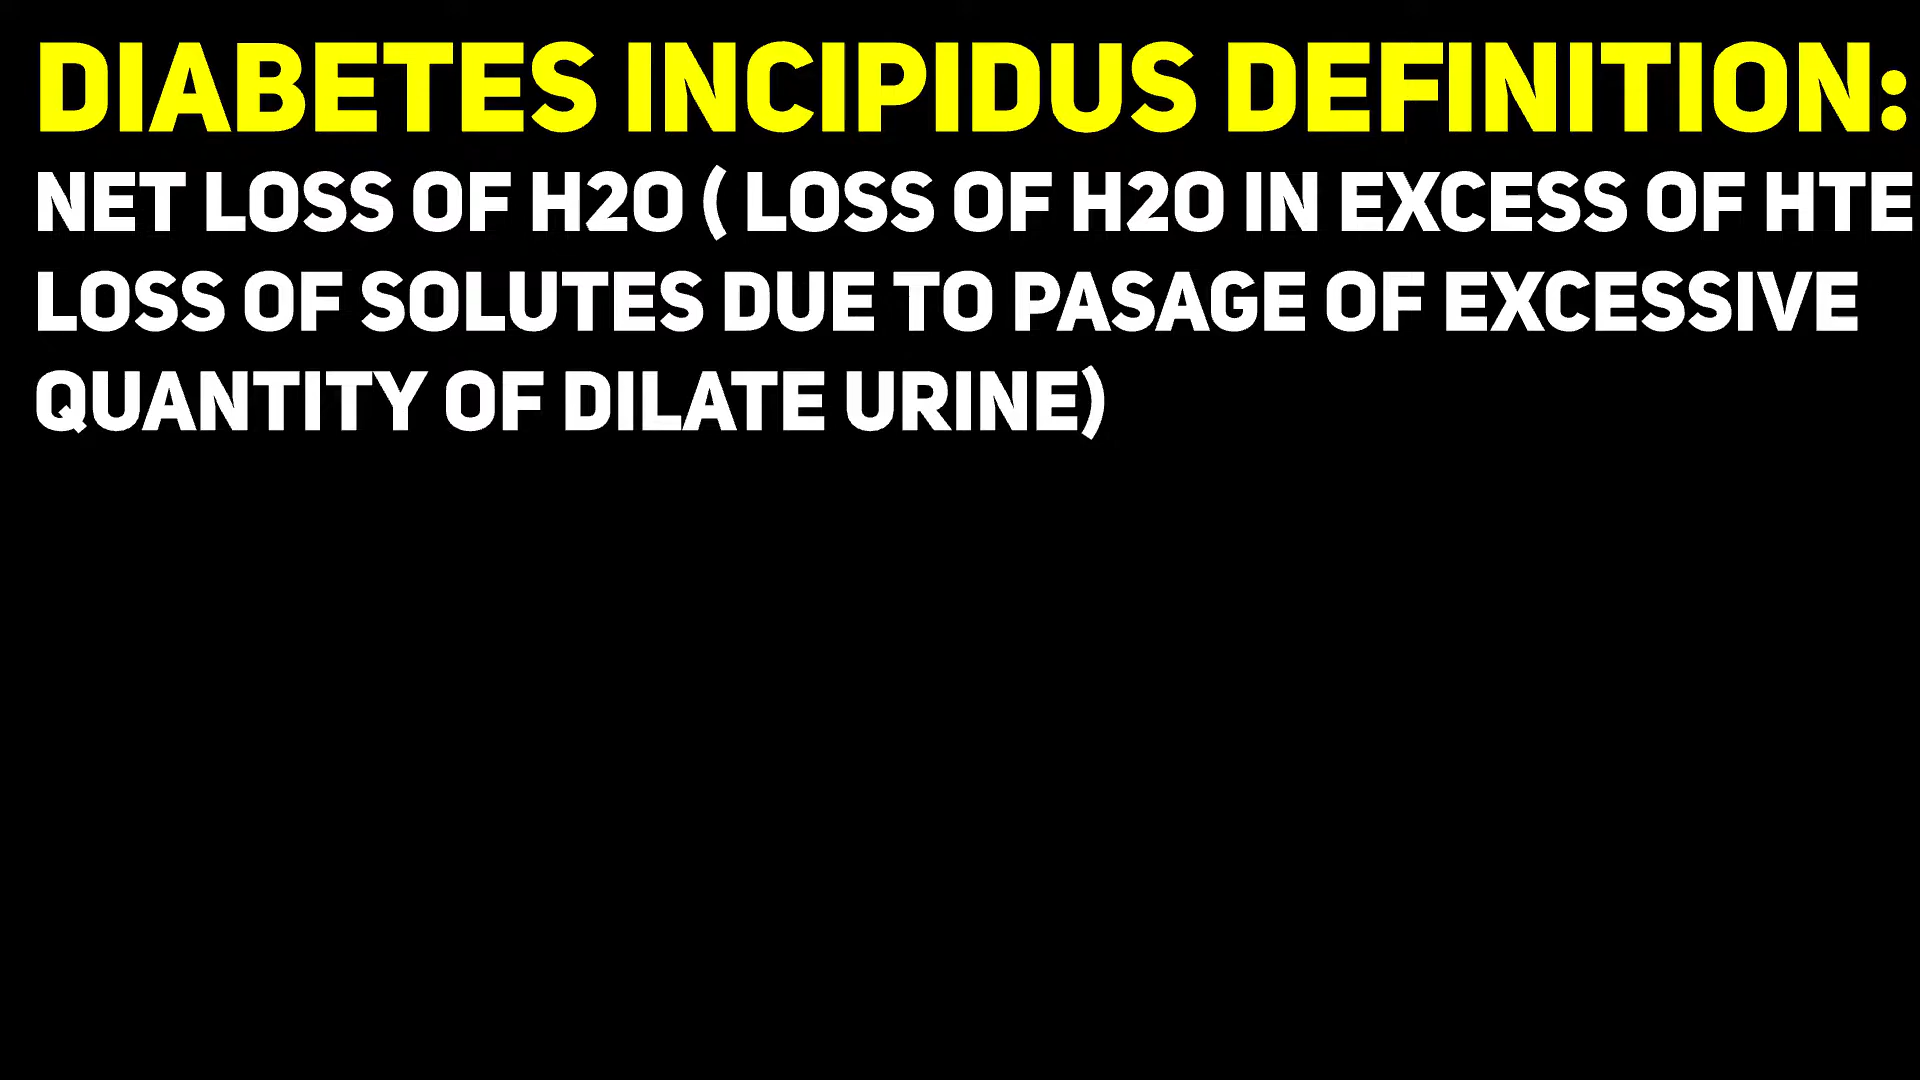 DIABETES INCIPIDUS DEFINITION:
NET LOSS OF H2O ( LOSS OF H2O IN EXCESS OF HTE
LOSS OF SOLUTES DUE TO PASAGE OF EXCESSIVE
QUANTITY OF DILATE URINE)